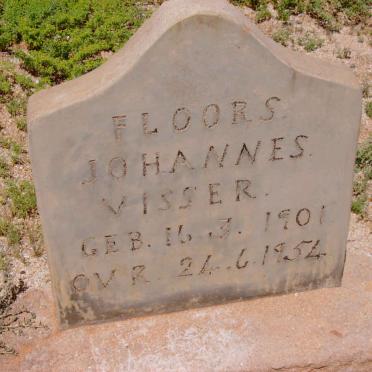 FLOORS.
JOHANNES.
VISSER.
GEB. 16.3. 1901.
OVR. 24.6.1954